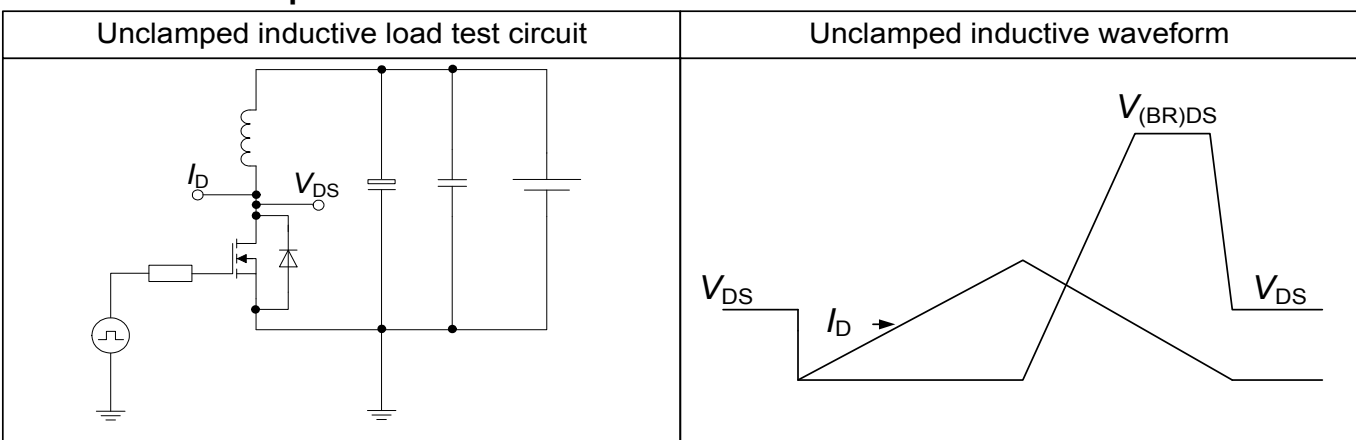 Unclamped inductive load test circuit
Unclamped inductive waveform
I_D
V_DS
V_(BR)DS
V_DS
I_D
V_DS